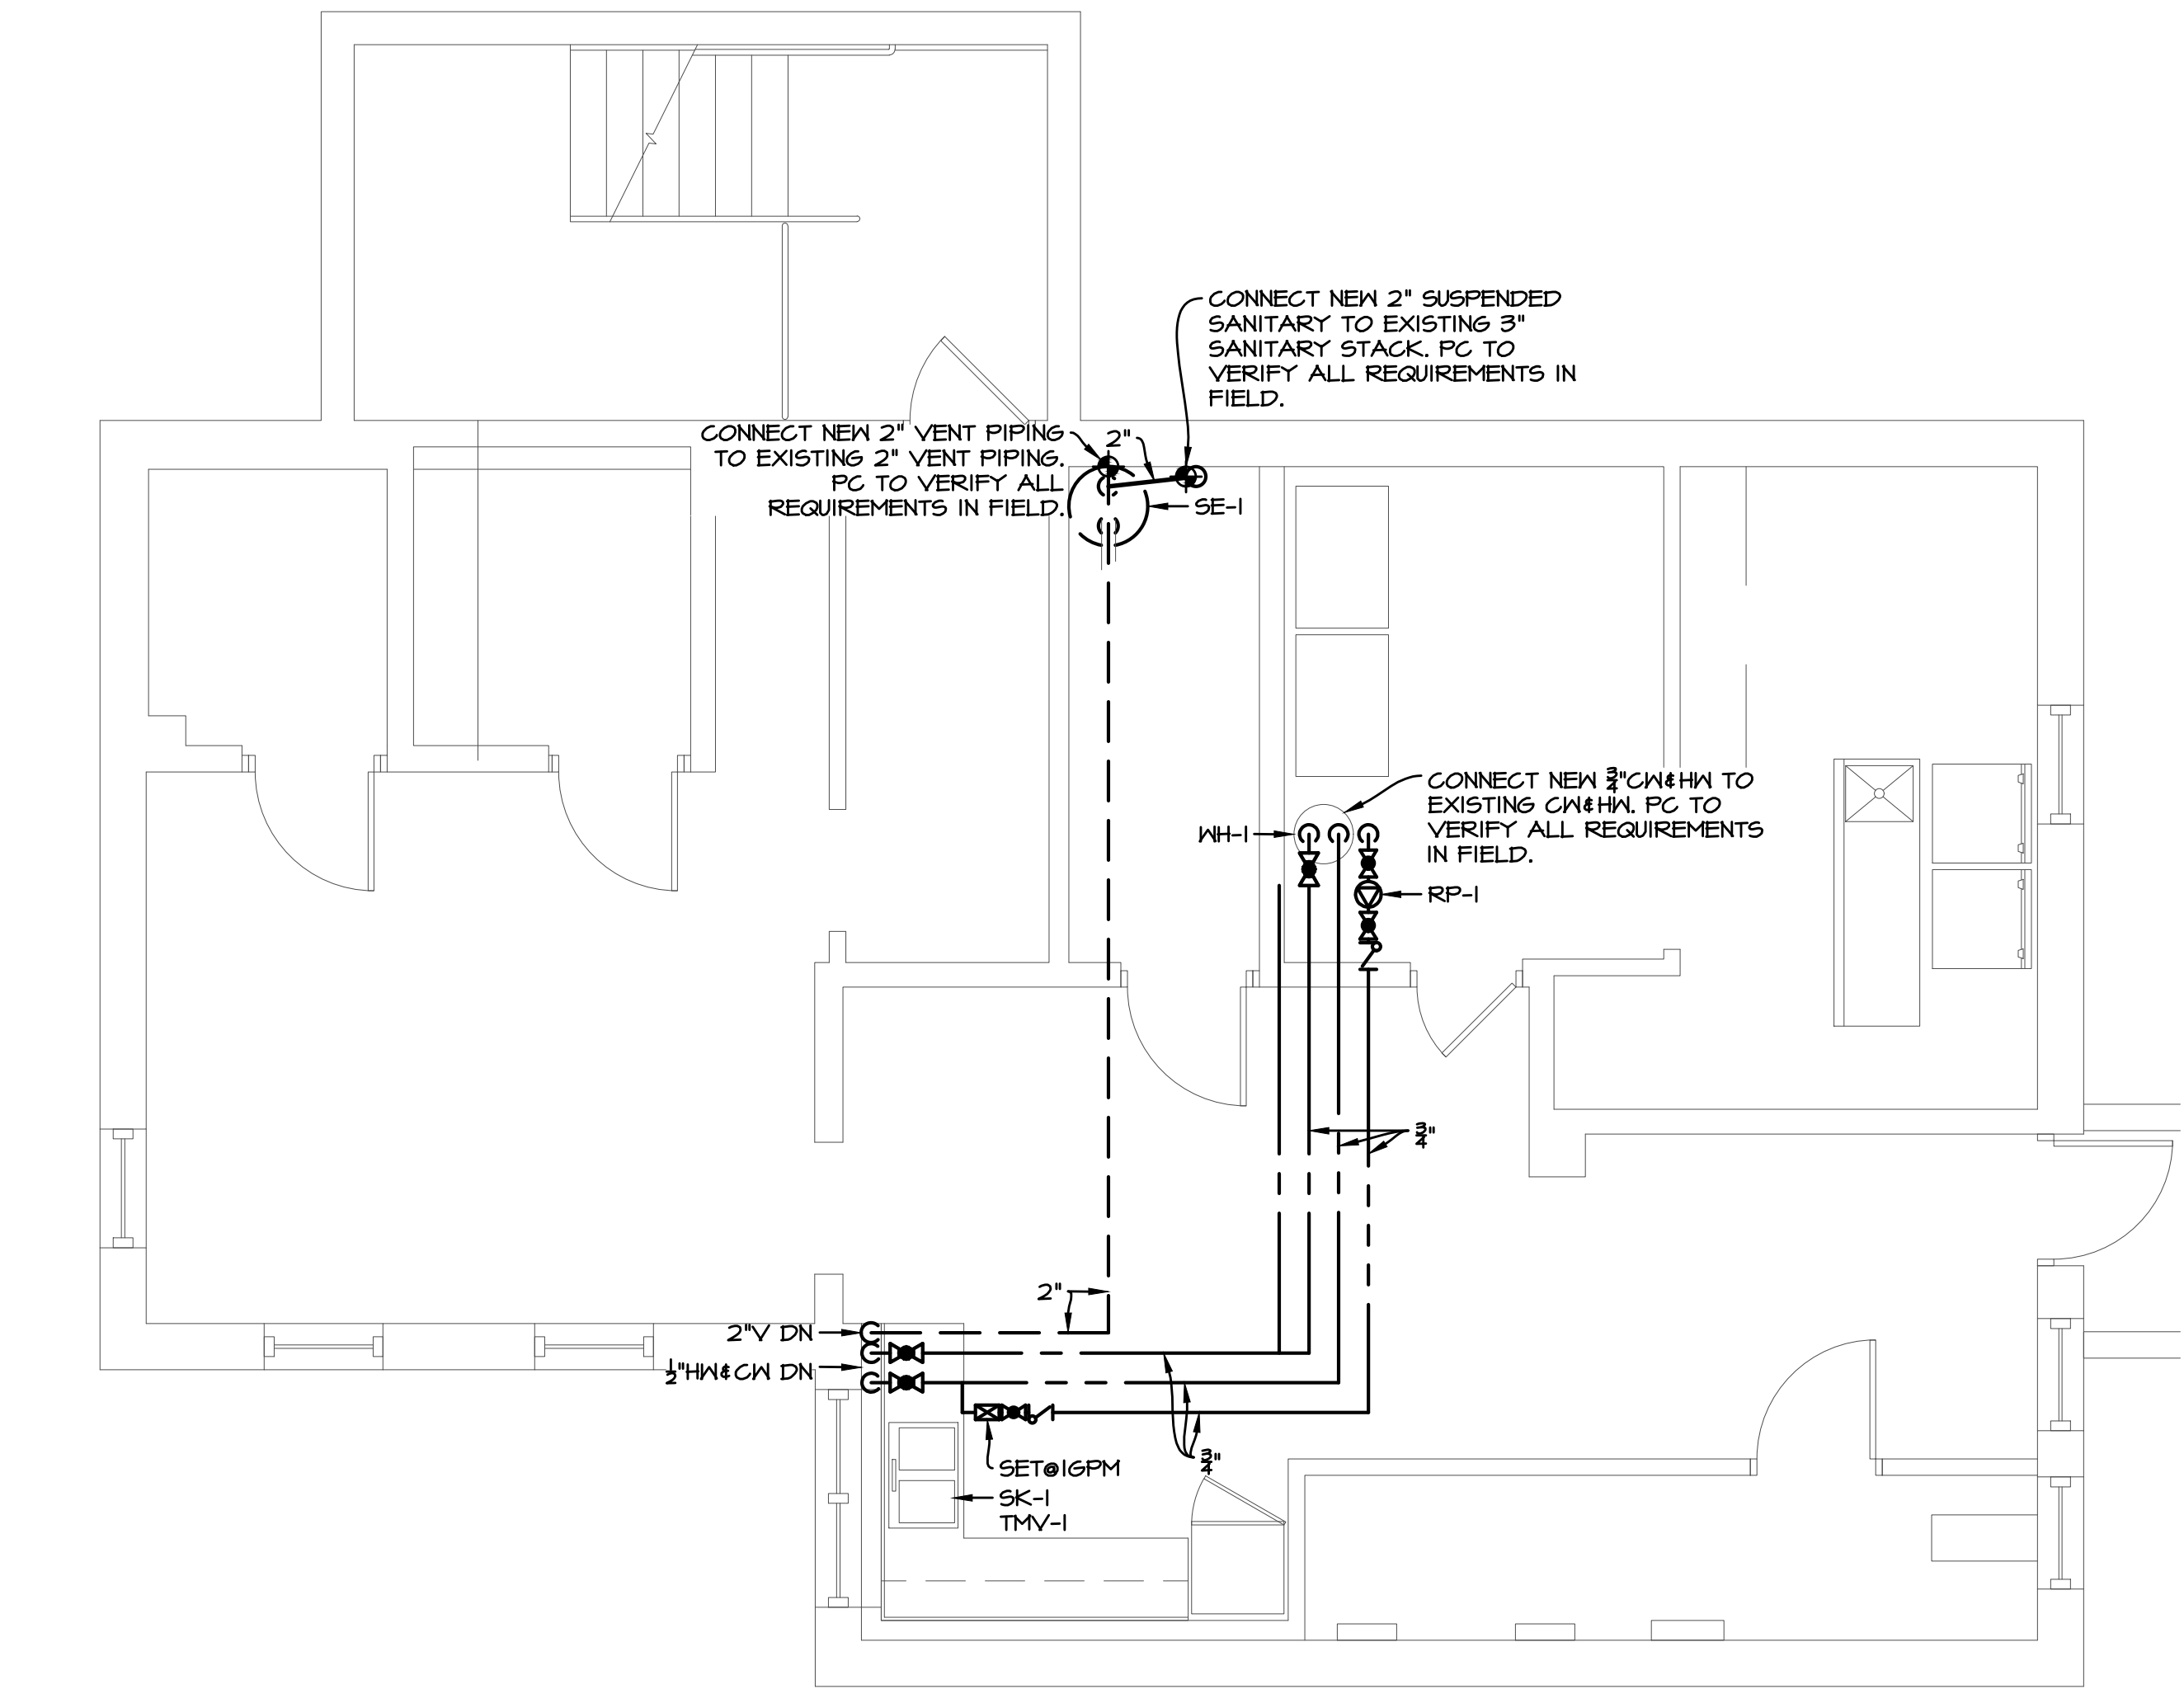 CONNECT NEW 2" SUSPENDED
SANITARY TO EXISTING 3"
SANITARY STACK. PC TO
VERIFY ALL REQUIREMENTS IN
FIELD.
CONNECT NEW 2" VENT PIPING
TO EXISTING 2" VENT PIPING.
PC TO VERIFY ALL
REQUIREMENTS IN FIELD.
2"
SE-1
CONNECT NEW 3/4"CW&HW TO
EXISTING CW&HW. PC TO
VERIFY ALL REQUIREMENTS
IN FIELD.
WH-1
RP-1
3/4"
2"
2"V DN
1/2"HW&CW DN
3/4"
SET@1GPM
SK-1
TMV-1